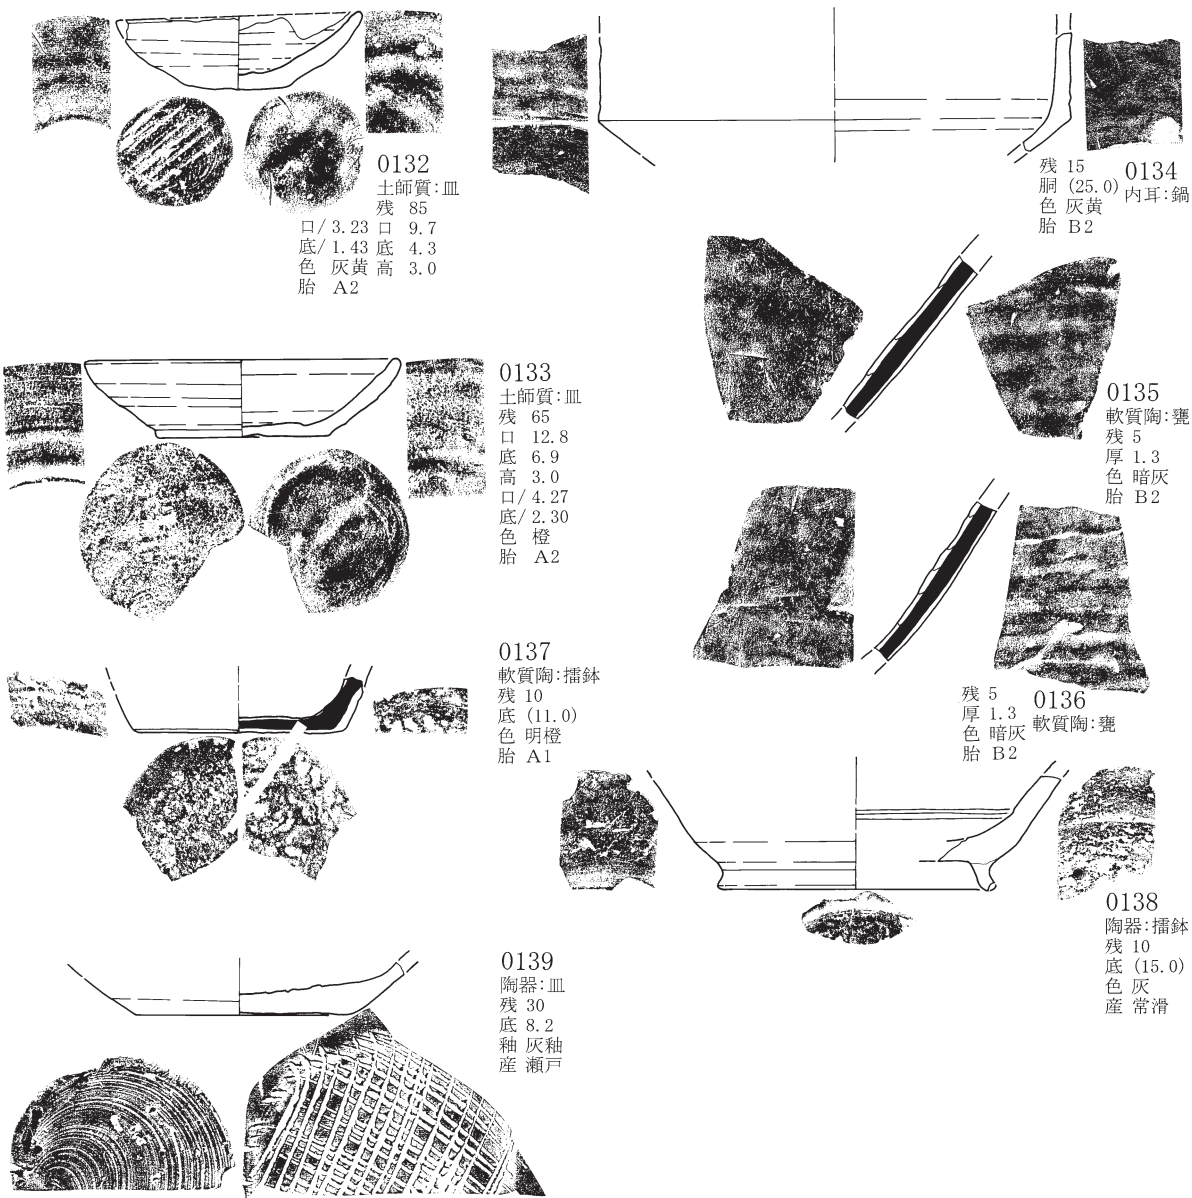 0132
土師質:皿
残 85
口/3.23 口 9.7
底/1.43 底 4.3
色 灰黄 高 3.0
胎 A2
0133
土師質:皿
残 65
口 12.8
底 6.9
高 3.0
口/4.27
底/2.30
色 橙
胎 A2
0134
内耳:鍋
残 15
胴 (25.0)
色 灰黄
胎 B2
0135
軟質陶:甕
残 5
厚 1.3
色 暗灰
胎 B2
0136
軟質陶:甕
残 5
厚 1.3
色 暗灰
胎 B2
0137
軟質陶:擂鉢
残 10
底 (11.0)
色 明橙
胎 A1
0138
陶器:擂鉢
残 10
底 (15.0)
色 灰
産 常滑
0139
陶器:皿
残 30
底 8.2
釉 灰釉
産 瀬戸